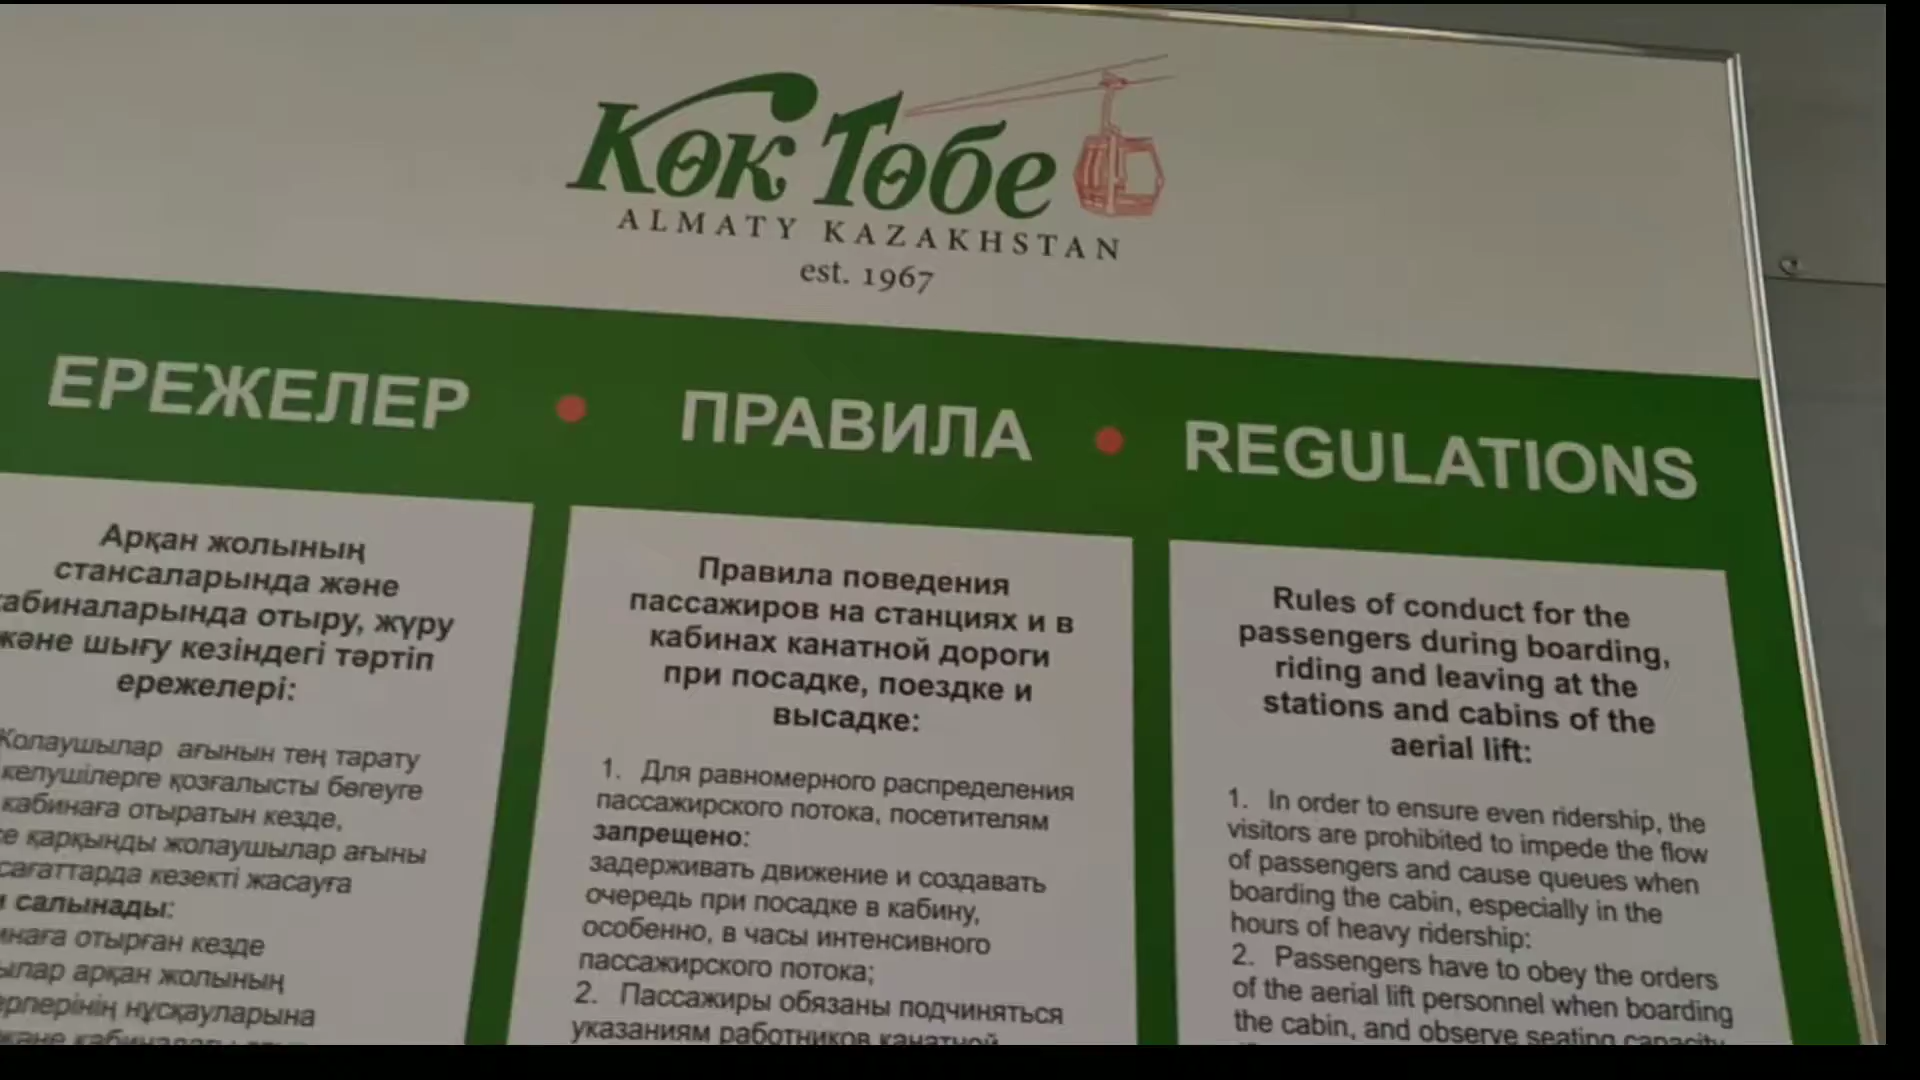 Көк Төбе
ALMATY KAZAKHSTAN
est. 1967
ЕРЕЖЕЛЕР • ПРАВИЛА • REGULATIONS
Арқан жолының
стансаларында және
кабиналарында отыру, жүру
және шығу кезіндегі тәртіп
ережелері:
Жолаушылар ағынын тең тарату
келушілерге қозғалысты бөгеуге
кабинаға отыратын кезде,
қарқынды жолаушылар ағыны
сағаттарда кезекті жасауға
салынады:
отырған кезде
арқан жолының
нұсқауларына
және
Правила поведения
пассажиров на станциях и в
кабинах канатной дороги
при посадке, поездке и
высадке:
1. Для равномерного распределения
пассажирского потока, посетителям
запрещено:
задерживать движение и создавать
очередь при посадке в кабину,
особенно, в часы интенсивного
пассажирского потока;
2. Пассажиры обязаны подчиняться
указаниям работников канатной
Rules of conduct for the
passengers during boarding,
riding and leaving at the
stations and cabins of the
aerial lift:
1. In order to ensure even ridership, the
visitors are prohibited to impede the flow
of passengers and cause queues when
boarding the cabin, especially in the
hours of heavy ridership:
2. Passengers have to obey the orders
of the aerial lift personnel when boarding
the cabin, and observe seating capacity